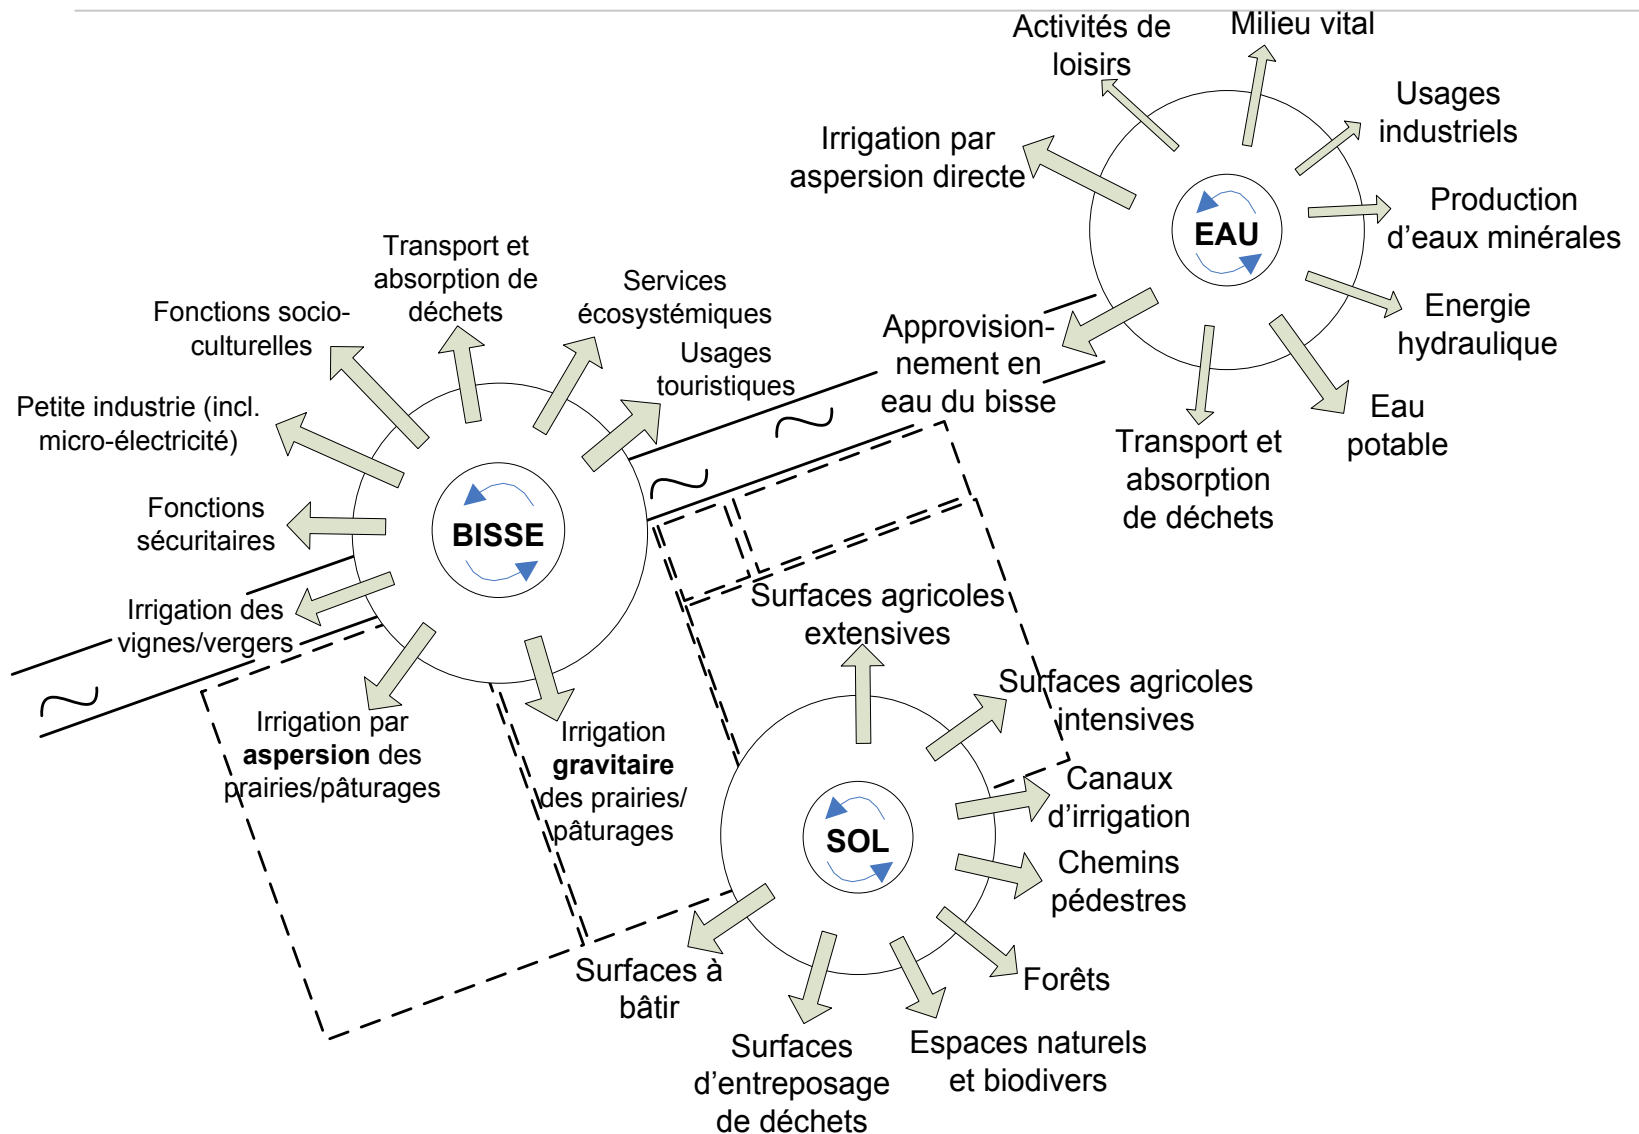 Activités de
loisirs
Milieu vital
Usages
industriels
Irrigation par
aspersion directe
Production
d’eaux minérales
EAU
Energie
hydraulique
Approvision-
nement en
eau du bisse
Eau
potable
Transport et
absorption
de déchets
Transport et
absorption de
déchets
Services
écosystémiques
Fonctions socio-
culturelles
Usages
touristiques
Petite industrie (incl.
micro-électricité)
Fonctions
sécuritaires
BISSE
Irrigation des
vignes/vergers
Irrigation par
aspersion des
prairies/pâturages
Irrigation
gravitaire
des prairies/
pâturages
Surfaces agricoles
extensives
Surfaces agricoles
intensives
Canaux
d’irrigation
SOL
Chemins
pédestres
Forêts
Surfaces à
bâtir
Surfaces
d’entreposage
de déchets
Espaces naturels
et biodivers